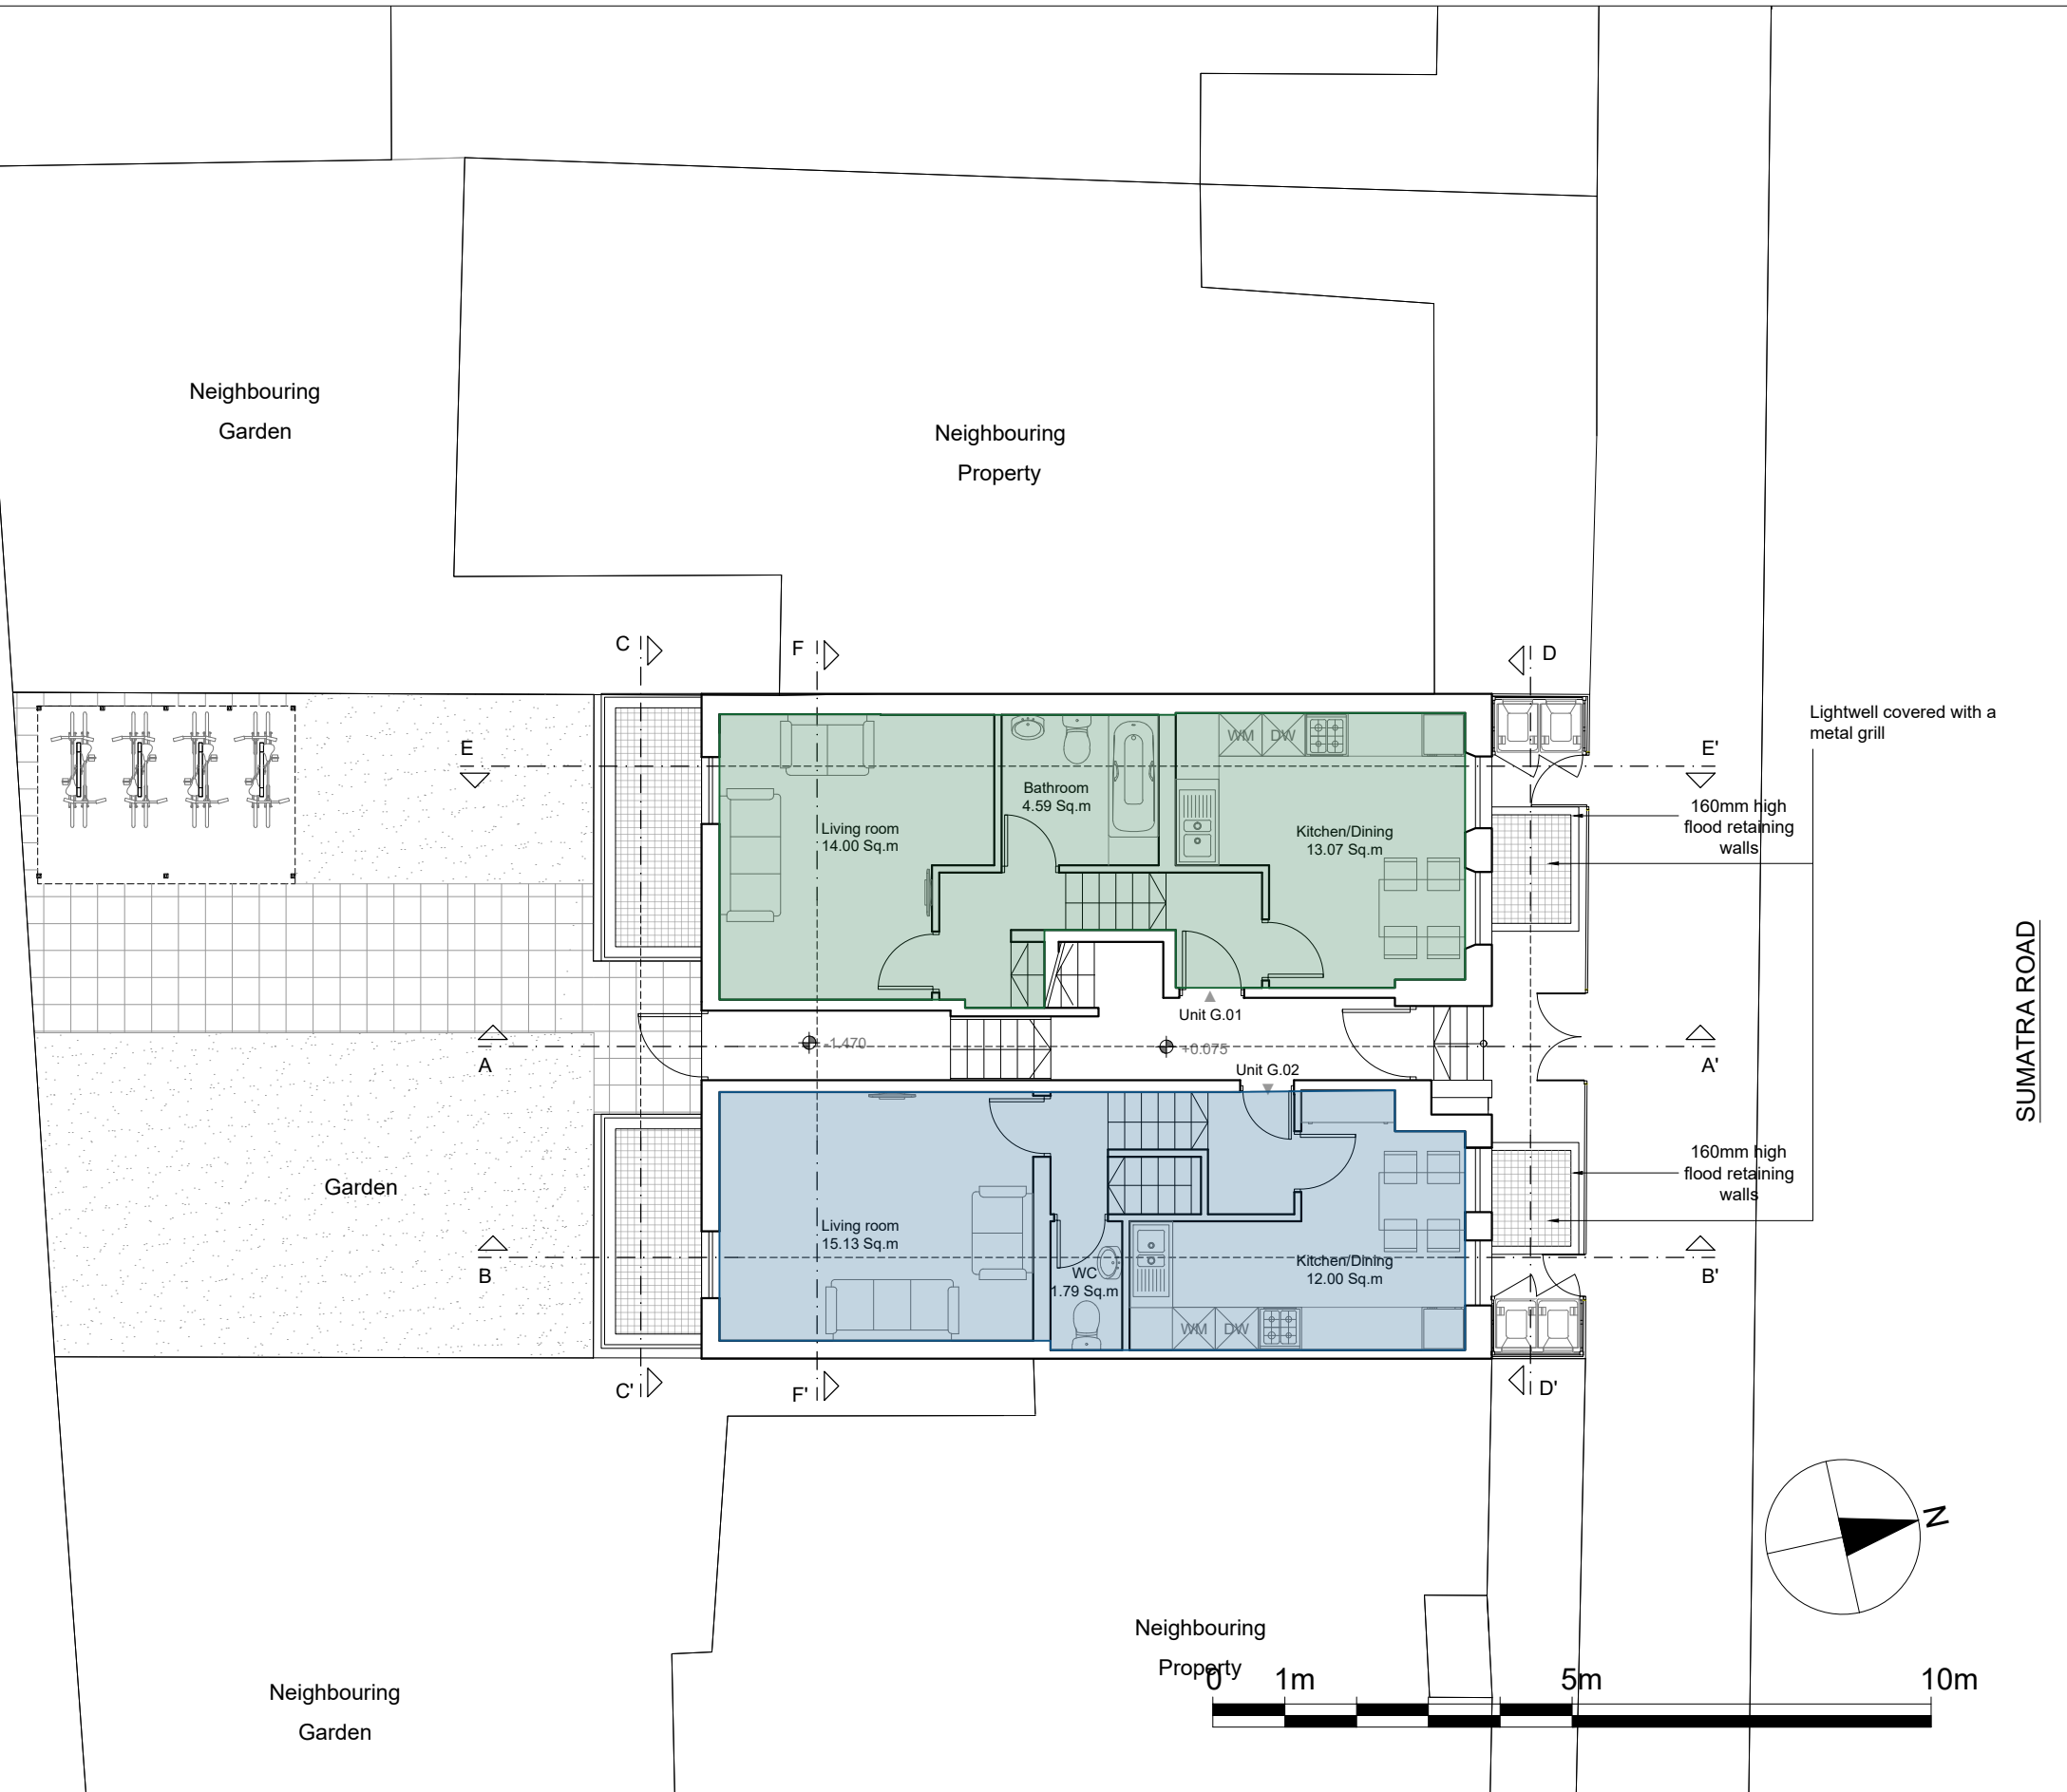 Neighbouring
Garden
Neighbouring
Property
C
F
D
Lightwell covered with a
metal grill
E
E'
WM
DW
Bathroom
4.59 Sq.m
160mm high
flood retaining
walls
Living room
14.00 Sq.m
Kitchen/Dining
13.07 Sq.m
SUMATRA ROAD
Unit G.01
-1.470
+0.075
A
A'
Unit G.02
160mm high
flood retaining
walls
Garden
Living room
15.13 Sq.m
B
B'
WC
1.79 Sq.m
Kitchen/Dining
12.00 Sq.m
WM
DW
C'
F'
D'
N
Neighbouring
Property
0 1m 5m 10m
Neighbouring
Garden